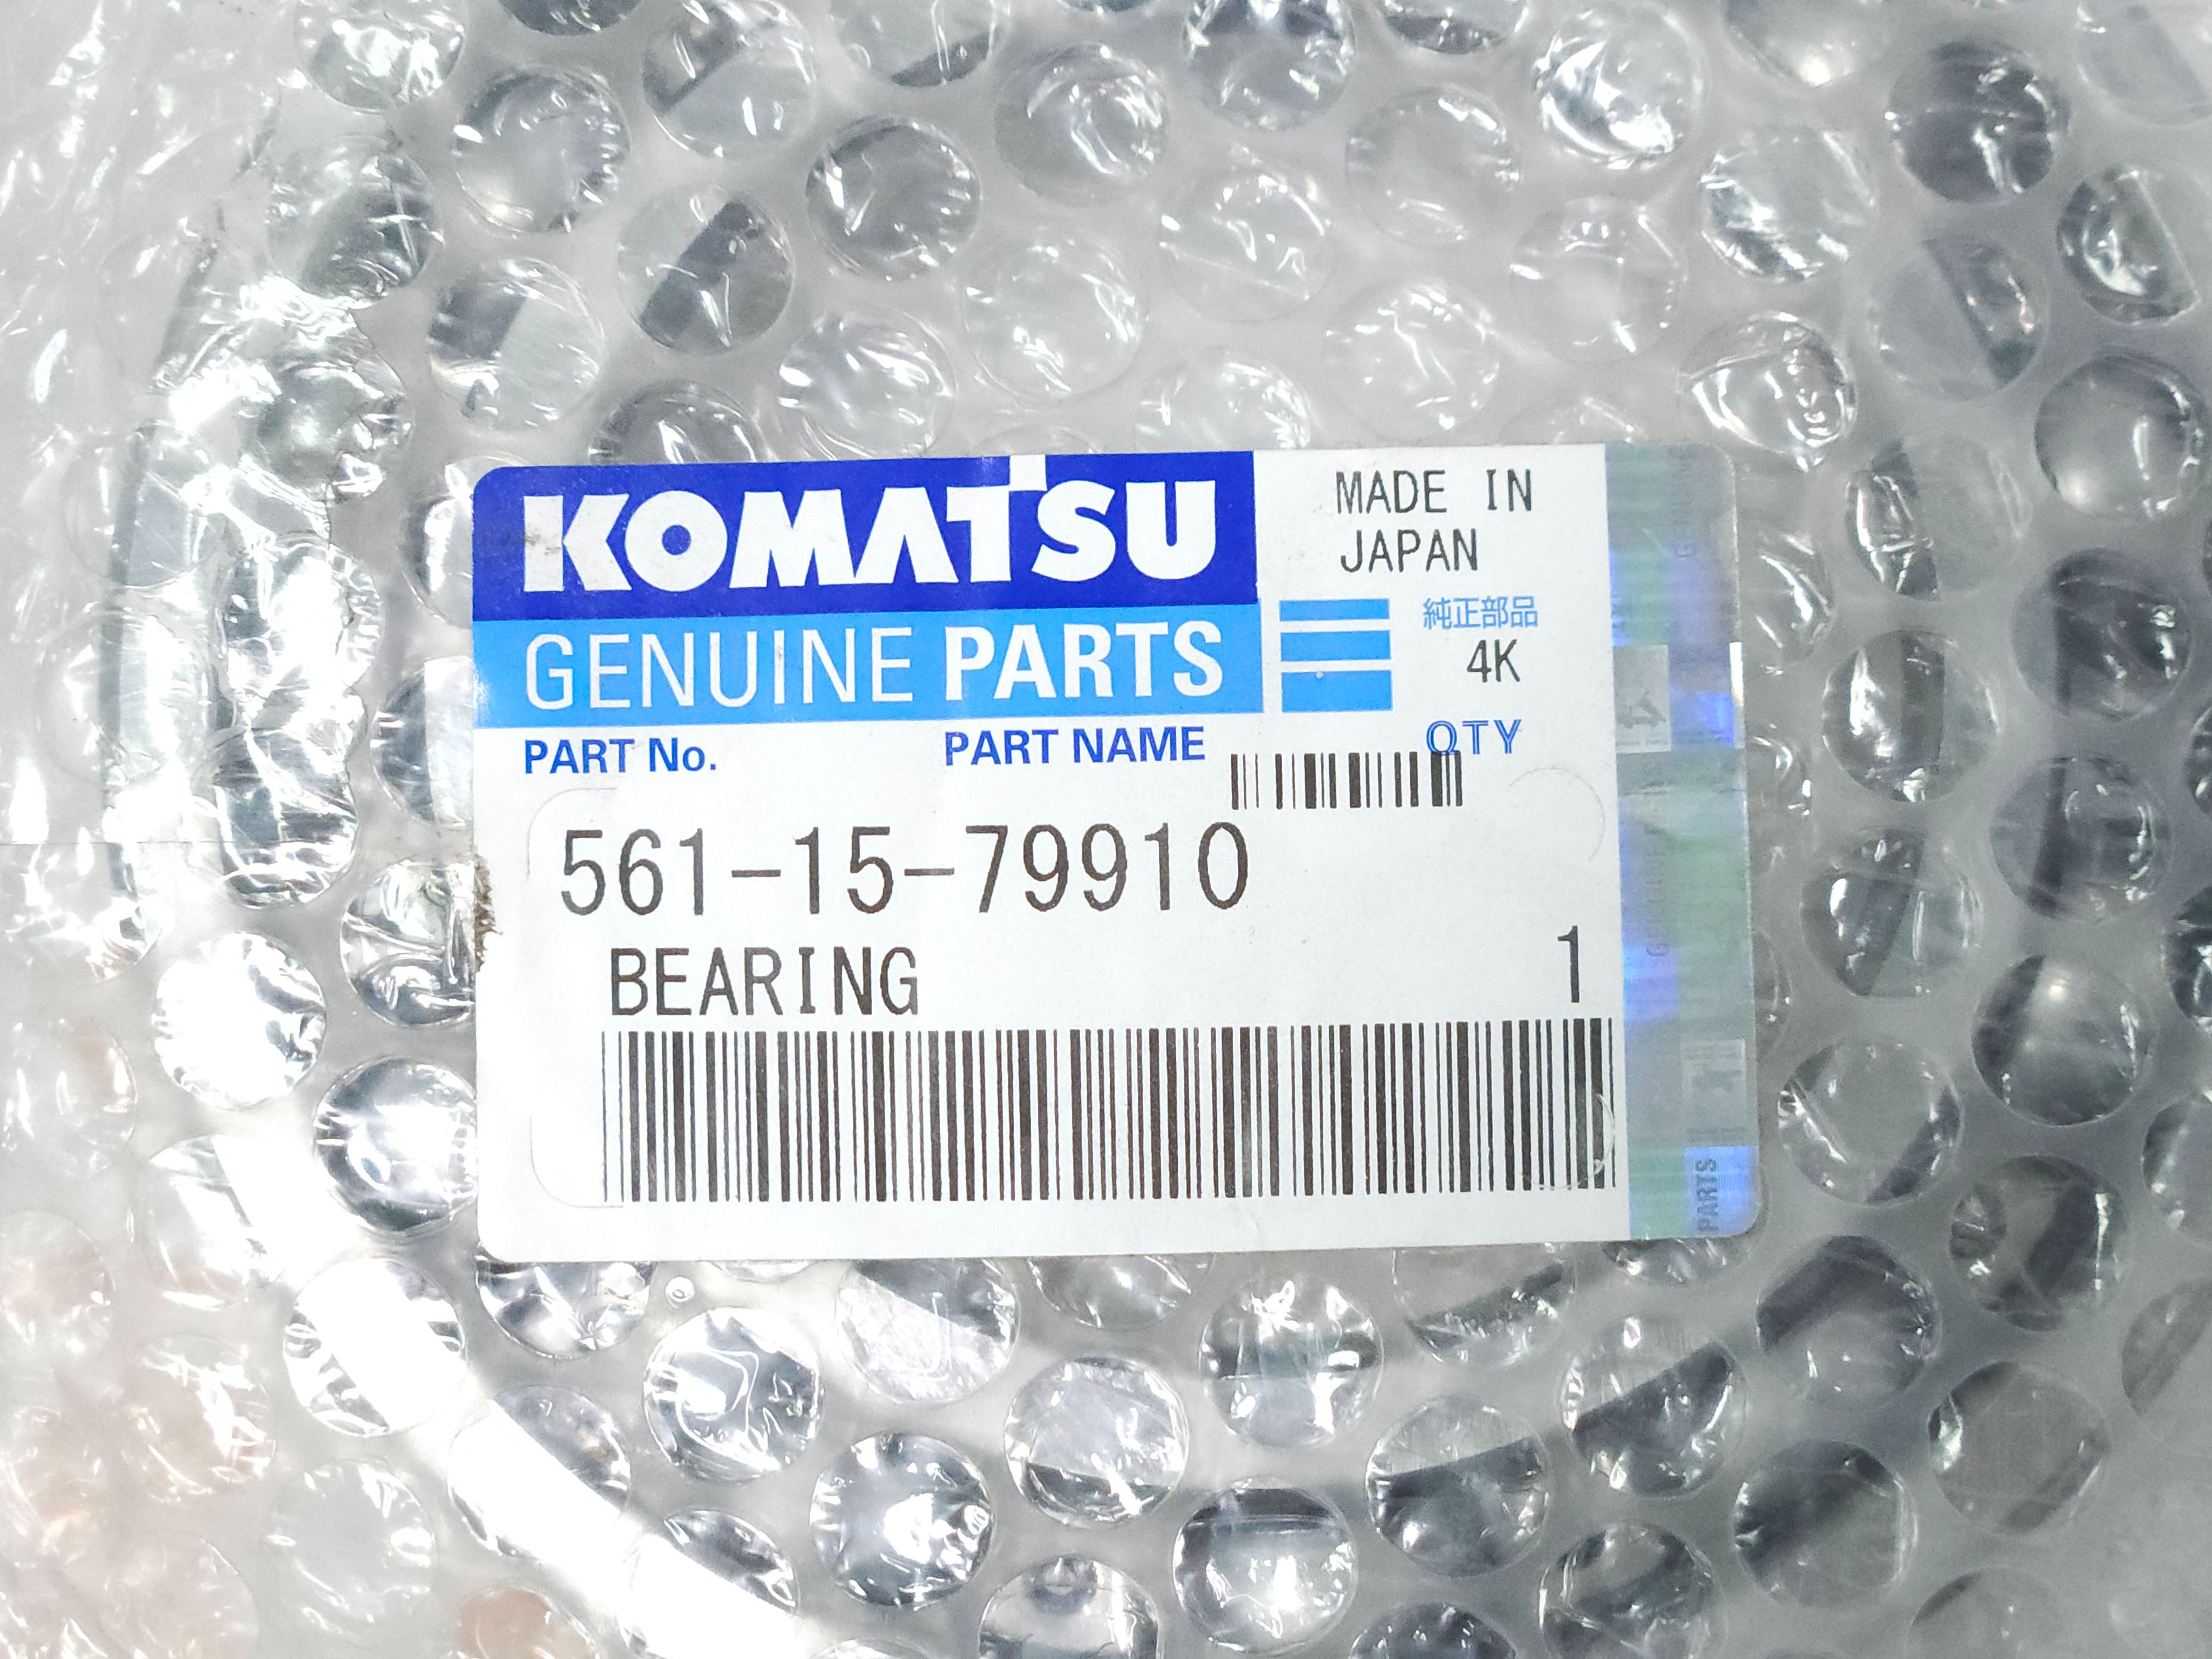 KOMATSU
MADE IN
JAPAN
GENUINE PARTS
純正部品
4K
PART No.
PART NAME
QTY
561-15-79910
BEARING
1
PARTS